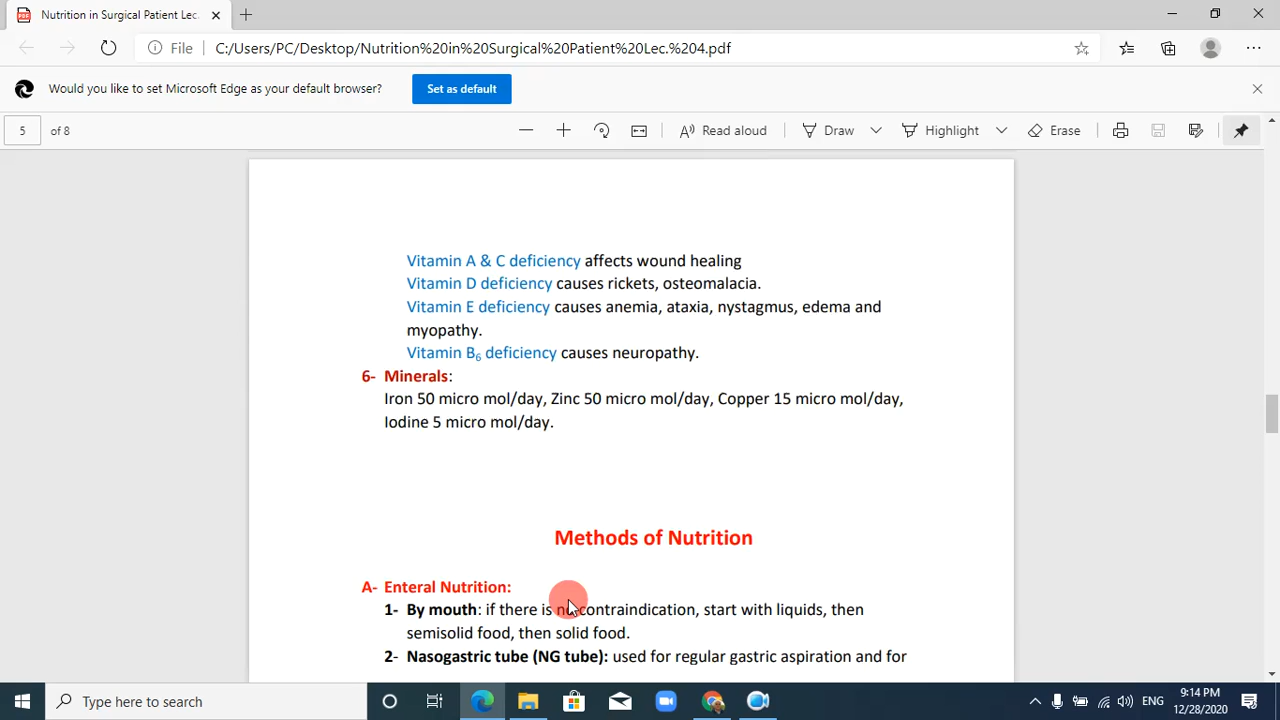 Nutrition in Surgical Patient Lec.
File C:/Users/PC/Desktop/Nutrition%20in%20Surgical%20Patient%20Lec.%204.pdf
Would you like to set Microsoft Edge as your default browser? Set as default
5 of 8 Read aloud Draw Highlight Erase
Vitamin A & C deficiency affects wound healing
Vitamin D deficiency causes rickets, osteomalacia.
Vitamin E deficiency causes anemia, ataxia, nystagmus, edema and
myopathy.
Vitamin B₆ deficiency causes neuropathy.
6- Minerals:
Iron 50 micro mol/day, Zinc 50 micro mol/day, Copper 15 micro mol/day,
Iodine 5 micro mol/day.
Methods of Nutrition
A- Enteral Nutrition:
1- By mouth: if there is no contraindication, start with liquids, then
semisolid food, then solid food.
2- Nasogastric tube (NG tube): used for regular gastric aspiration and for
Type here to search
ENG
9:14 PM
12/28/2020